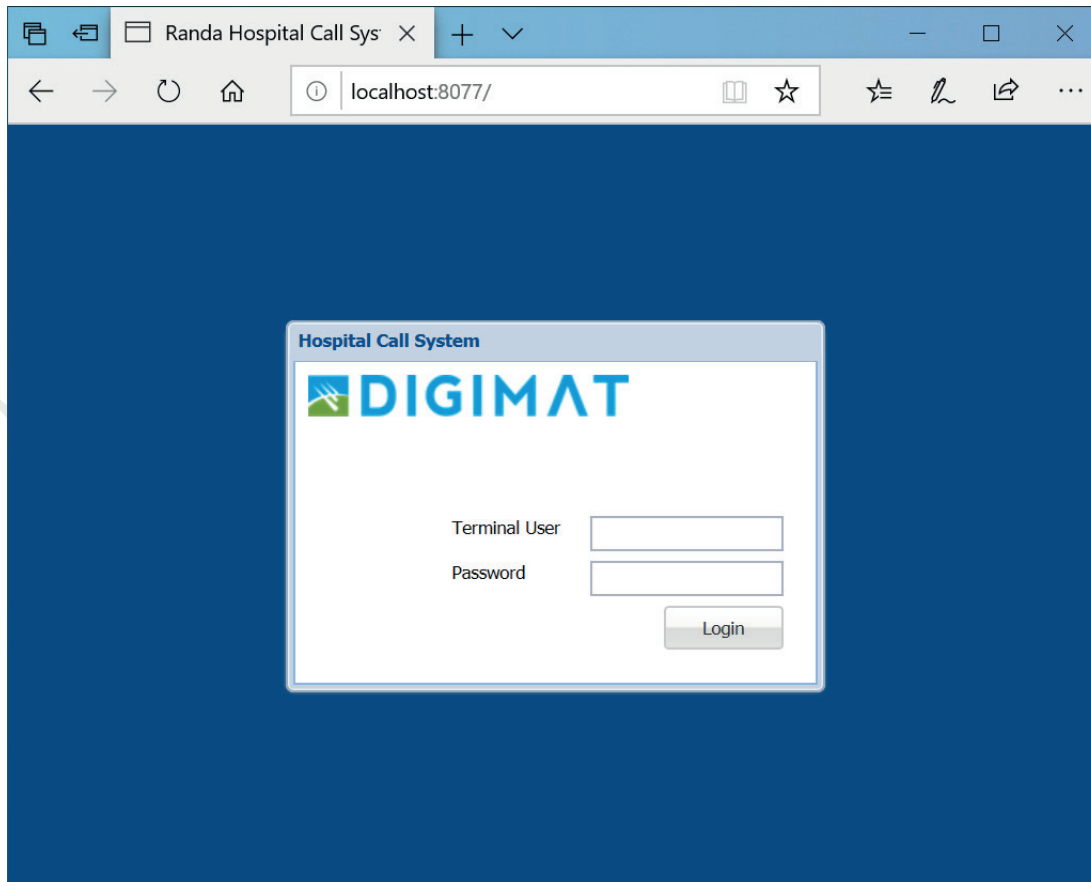 Randa Hospital Call Sys
localhost:8077/
Hospital Call System
DIGIMAT
Terminal User
Password
Login